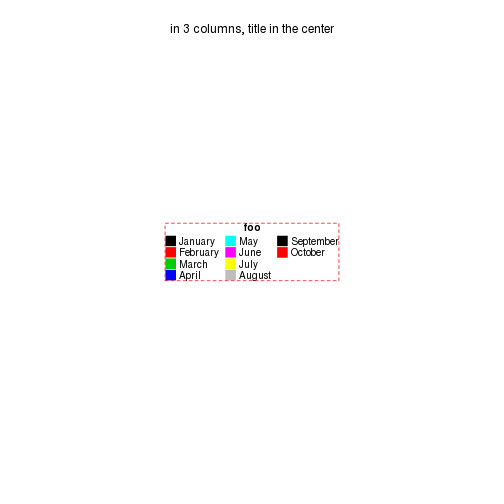 in 3 columns, title in the center
foo
January May September
February June October
March July
April August